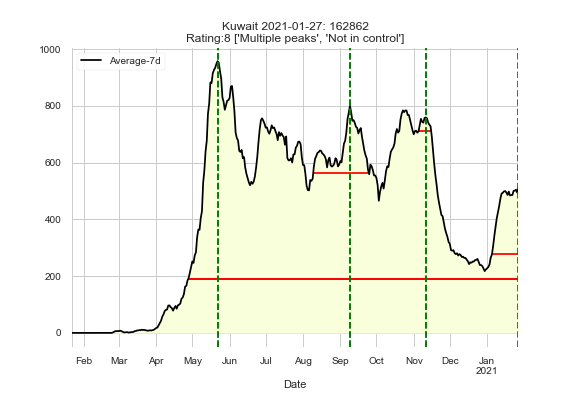 Kuwait 2021-01-27: 162862
Rating:8 ['Multiple peaks', 'Not in control']
1000
800
600
400
200
0
Average-7d
Feb Mar Apr May Jun Jul Aug Sep Oct Nov Dec Jan
2021
Date